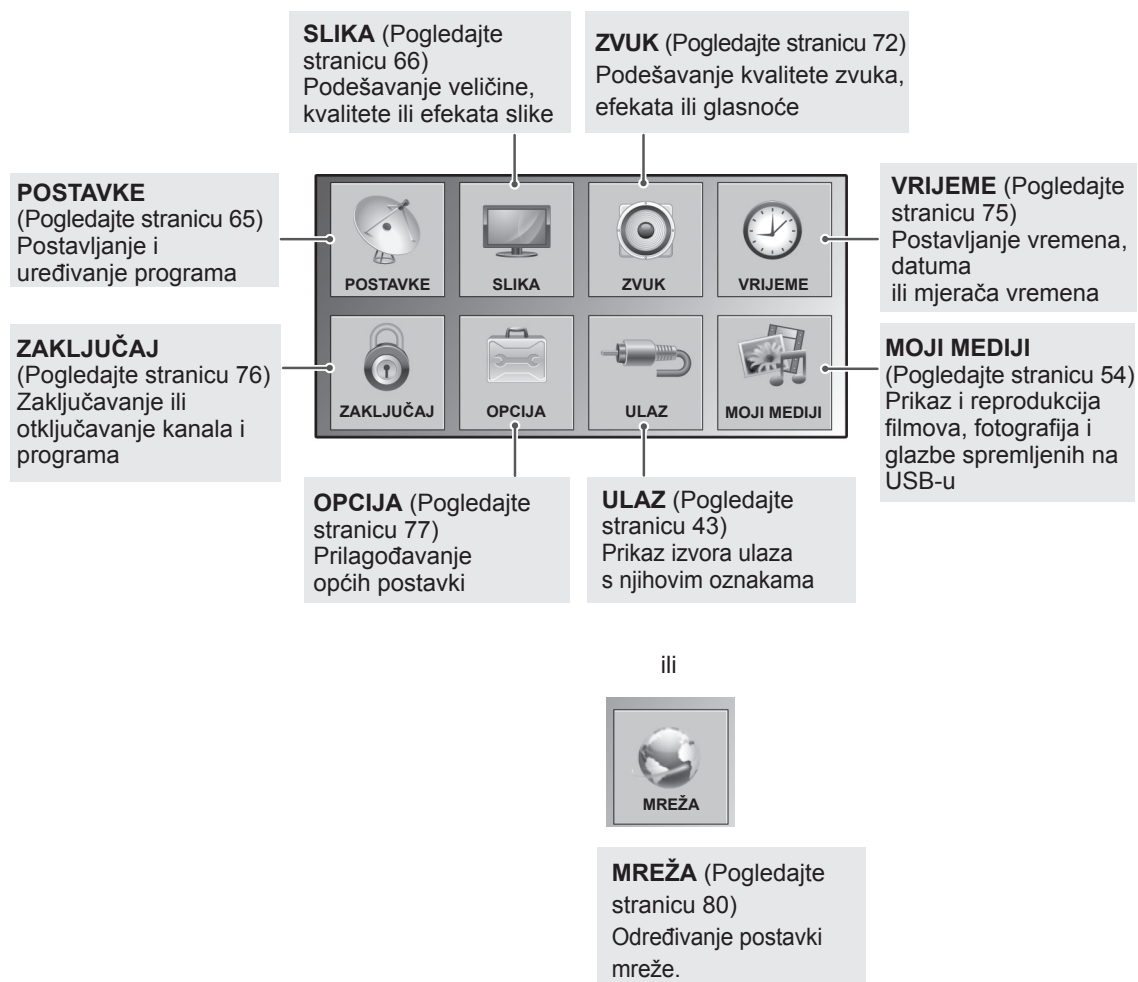 SLIKA (Pogledajte
stranicu 66)
Podešavanje veličine,
kvalitete ili efekata slike
ZVUK (Pogledajte stranicu 72)
Podešavanje kvalitete zvuka,
efekata ili glasnoće
POSTAVKE
(Pogledajte stranicu 65)
Postavljanje i
uređivanje programa
POSTAVKE
SLIKA
ZVUK
VRIJEME
VRIJEME (Pogledajte
stranicu 75)
Postavljanje vremena,
datuma
ili mjerača vremena
ZAKLJUČAJ
(Pogledajte stranicu 76)
Zaključavanje ili
otključavanje kanala i
programa
ZAKLJUČAJ
OPCIJA
ULAZ
MOJI MEDIJI
MOJI MEDIJI
(Pogledajte stranicu 54)
Prikaz i reprodukcija
filmova, fotografija i
glazbe spremljenih na
USB-u
OPCIJA (Pogledajte
stranicu 77)
Prilagođavanje
općih postavki
ULAZ (Pogledajte
stranicu 43)
Prikaz izvora ulaza
s njihovim oznakama
ili
MREŽA
MREŽA (Pogledajte
stranicu 80)
Određivanje postavki
mreže.